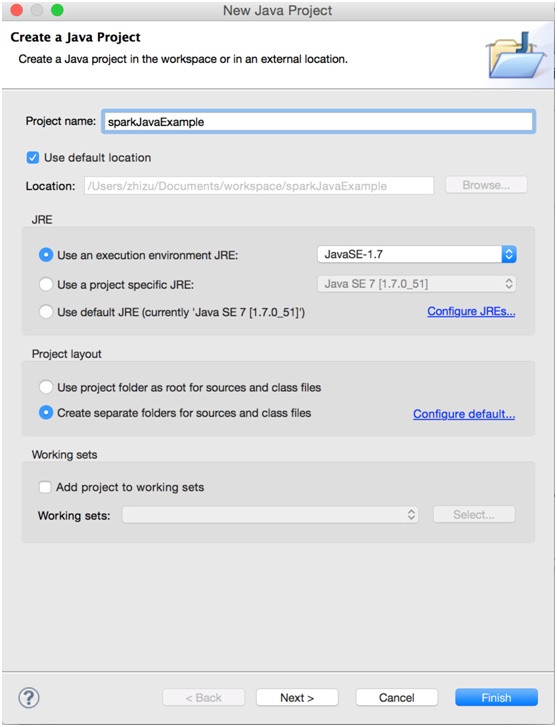 New Java Project
Create a Java Project
Create a Java project in the workspace or in an external location.
Project name: sparkJavaExample
Use default location
Location: /Users/zhizu/Documents/workspace/sparkJavaExample Browse...
JRE
Use an execution environment JRE: JavaSE-1.7
Use a project specific JRE: Java SE 7 [1.7.0_51]
Use default JRE (currently 'Java SE 7 [1.7.0_51]') Configure JREs...
Project layout
Use project folder as root for sources and class files
Create separate folders for sources and class files Configure default...
Working sets
Add project to working sets
Working sets: Select...
? < Back Next > Cancel Finish